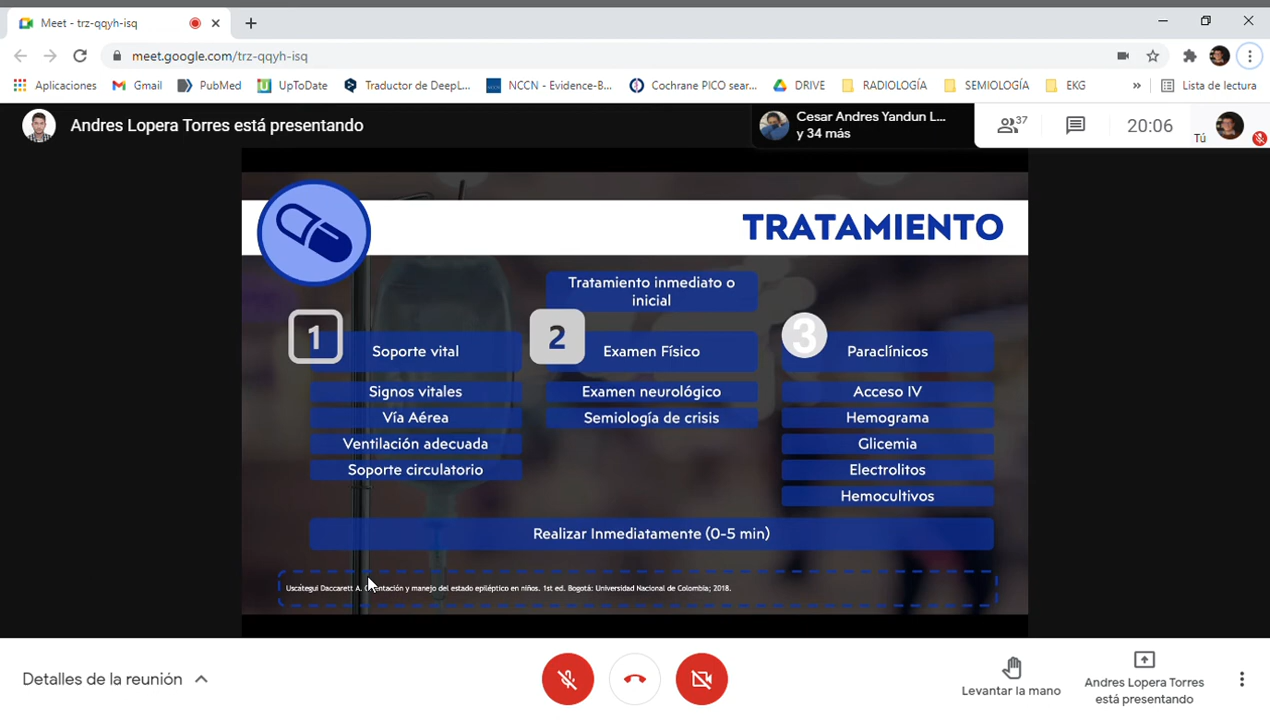 Meet - trz-qqyh-isq
meet.google.com/trz-qqyh-isq
Aplicaciones
Gmail
PubMed
UpToDate
Traductor de DeepL...
NCCN - Evidence-B...
Cochrane PICO sear...
DRIVE
RADIOLOGÍA
SEMIOLOGÍA
EKG
»
Lista de lectura
Andres Lopera Torres está presentando
Cesar Andres Yandun L...
y 34 más
37
20:06
Tú
TRATAMIENTO
Tratamiento inmediato o
inicial
1
Soporte vital
Signos vitales
Vía Aérea
Ventilación adecuada
Soporte circulatorio
2
Examen Físico
Examen neurológico
Semiología de crisis
3
Paraclínicos
Acceso IV
Hemograma
Glicemia
Electrolitos
Hemocultivos
Realizar Inmediatamente (0-5 min)
Uscátegui Daccarett A. entación y manejo del estado epiléptico en niños. 1st ed. Bogotá: Universidad Nacional de Colombia; 2018.
Detalles de la reunión
Levantar la mano
Andres Lopera Torres
está presentando